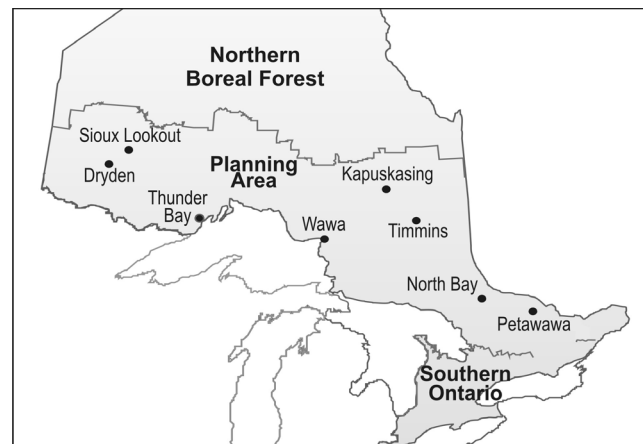 Northern
Boreal Forest
Sioux Lookout
Dryden
Planning
Area
Kapuskasing
Thunder
Bay
Wawa
Timmins
North Bay
Petawawa
Southern
Ontario